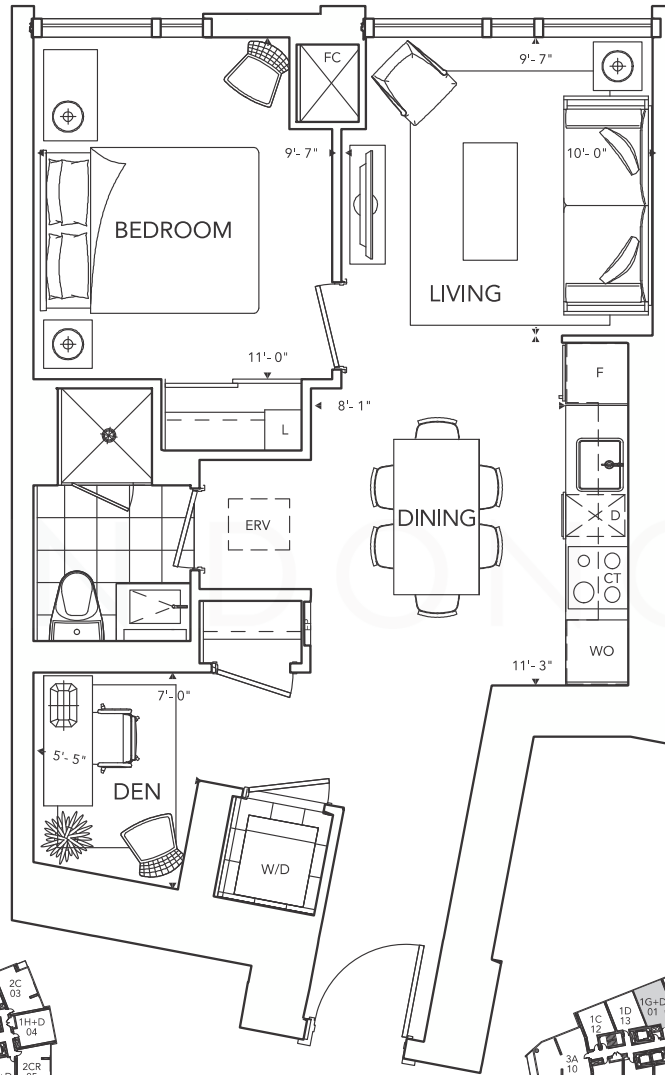 FC
9'- 7"
9'- 7"
10'- 0"
BEDROOM
LIVING
11'- 0"
F
8'- 1"
L
DINING
D
ERV
CT
EP
WO
11'- 3"
7'- 0"
5'- 5"
DEN
W/D
2C
03
1H+D
04
2CR
1G+D
01
1D
13
1C
12
3A
10